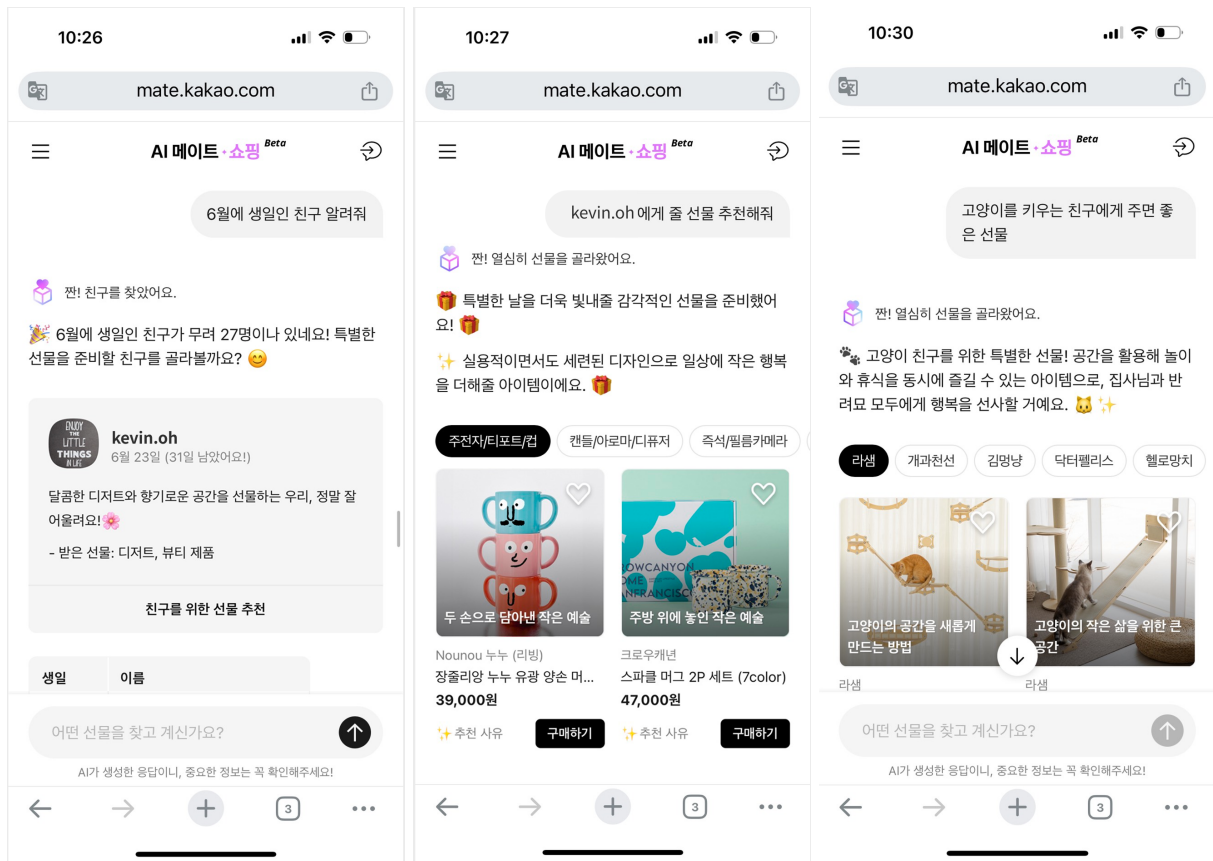 10:26
mate.kakao.com
AI 메이트·쇼핑 Beta
6월에 생일인 친구 알려줘
짠! 친구를 찾았어요.
🎉 6월에 생일인 친구가 무려 27명이나 있네요! 특별한
선물을 준비할 친구를 골라볼까요? 😊
ENJOY
THE
LITTLE
THINGS
IN LIFE
kevin.oh
6월 23일 (31일 남았어요!)
달콤한 디저트와 향기로운 공간을 선물하는 우리, 정말 잘
어울려요!🌸
- 받은 선물: 디저트, 뷰티 제품
친구를 위한 선물 추천
생일 이름
어떤 선물을 찾고 계신가요?
AI가 생성한 응답이니, 중요한 정보는 꼭 확인해주세요!
3
10:27
mate.kakao.com
AI 메이트·쇼핑 Beta
kevin.oh 에게 줄 선물 추천해줘
짠! 열심히 선물을 골라왔어요.
🎁 특별한 날을 더욱 빛내줄 감각적인 선물을 준비했어
요! 🎁
✨ 실용적이면서도 세련된 디자인으로 일상에 작은 행복
을 더해줄 아이템이에요. 🎁
주전자/티포트/컵 캔들/아로마/디퓨저 즉석/필름카메라
두 손으로 담아낸 작은 예술
ROWCANYON
OME
ANFRANCISC
주방 위에 놓인 작은 예술
Nounou 누누 (리빙)
장줄리앙 누누 유광 양손 머...
39,000원
✨ 추천 사유 구매하기
크로우캐년
스파클 머그 2P 세트 (7color)
47,000원
✨ 추천 사유 구매하기
3
10:30
mate.kakao.com
AI 메이트·쇼핑 Beta
고양이를 키우는 친구에게 주면 좋
은 선물
짠! 열심히 선물을 골라왔어요.
🐾 고양이 친구를 위한 특별한 선물! 공간을 활용해 놀이
와 휴식을 동시에 즐길 수 있는 아이템으로, 집사님과 반
려묘 모두에게 행복을 선사할 거예요. 🐱✨
라샘 개과천선 김멍냥 닥터펠리스 헬로망치
고양이의 공간을 새롭게
만드는 방법
고양이의 작은 삶을 위한 큰
공간
라샘
라샘
어떤 선물을 찾고 계신가요?
AI가 생성한 응답이니, 중요한 정보는 꼭 확인해주세요!
3